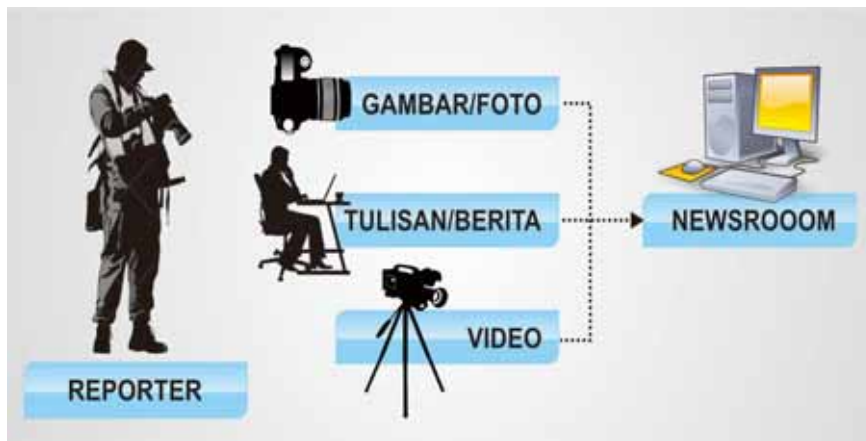 GAMBAR/FOTO
TULISAN/BERITA
NEWSROOOM
VIDEO
REPORTER